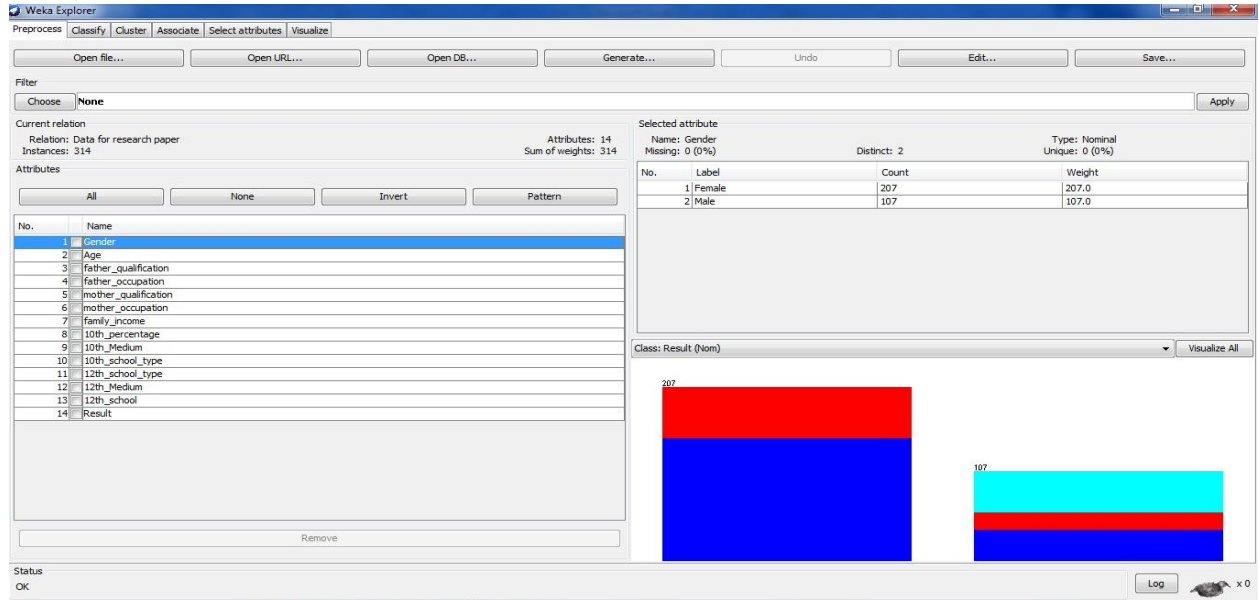 Weka Explorer
Preprocess Classify Cluster Associate Select attributes Visualize
Open file... Open URL... Open DB... Generate... Undo Edit... Save...
Filter
Choose None Apply
Current relation
Relation: Data for research paper Attributes: 14
Instances: 314 Sum of weights: 314
Attributes
All None Invert Pattern
No. Name
1 Gender
2 Age
3 father_qualification
4 father_occupation
5 mother_qualification
6 mother_occupation
7 family_income
8 10th_percentage
9 10th_Medium
10 10th_school_type
11 12th_school_type
12 12th_Medium
13 12th_school
14 Result
Remove
Selected attribute
Name: Gender Type: Nominal
Missing: 0 (0%) Distinct: 2 Unique: 0 (0%)
No. Label Count Weight
1 Female 207 207.0
2 Male 107 107.0
Class: Result (Nom) Visualize All
207
107
Status
OK Log x 0